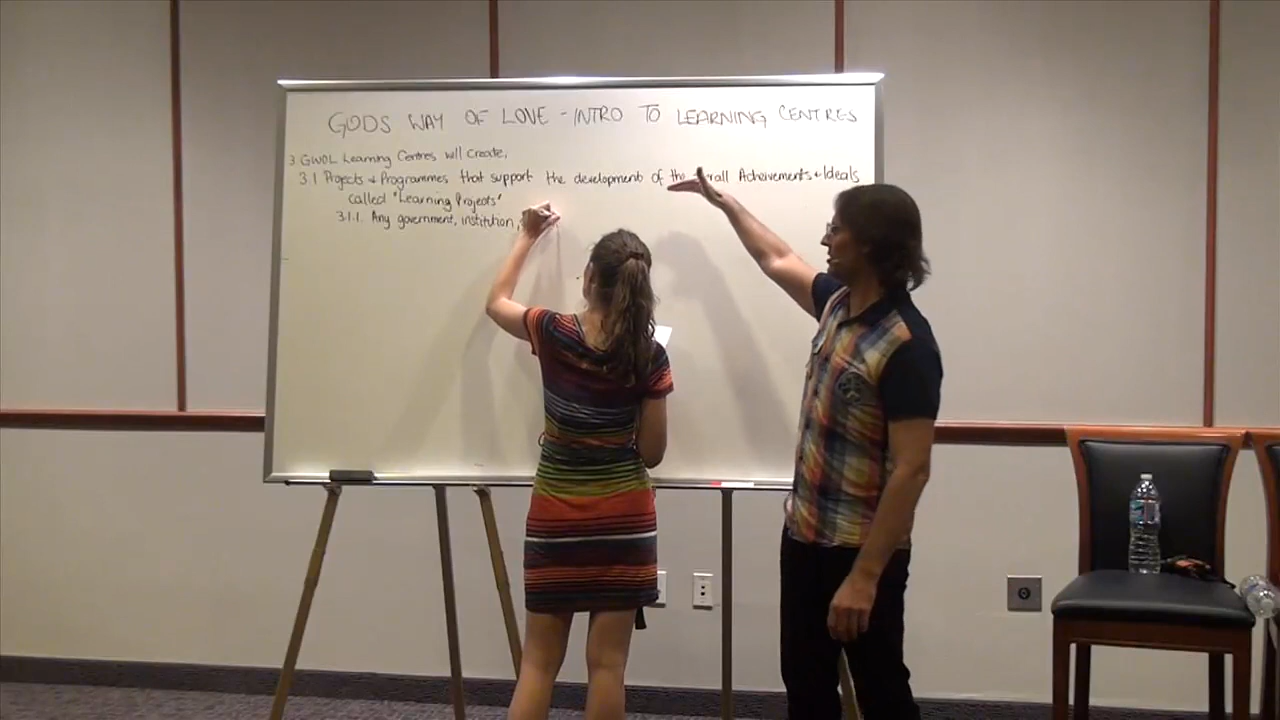 GODS WAY OF LOVE - INTRO TO LEARNING CENTRES
3 GWOL Learning Centres will create,
3.1 Projects + Programmes that support the development of the Acheivements + Ideals
called "Learning Projects"
3.1.1. Any government, institution,